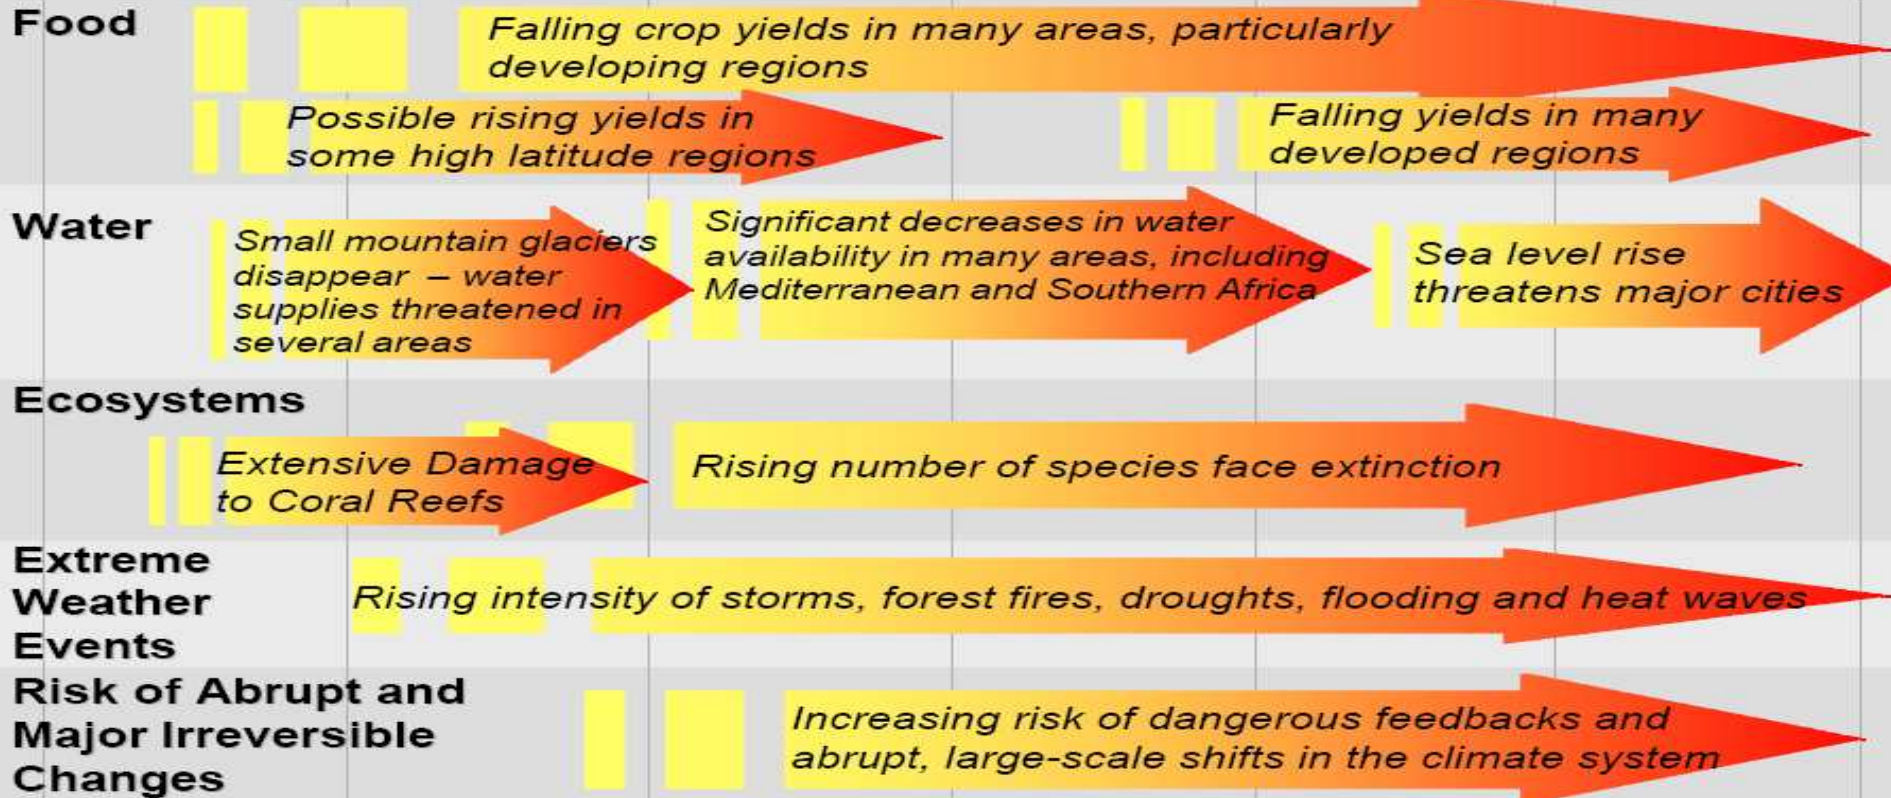 Food
Falling crop yields in many areas, particularly
developing regions
Possible rising yields in
some high latitude regions
Falling yields in many
developed regions
Water
Small mountain glaciers
disappear – water
supplies threatened in
several areas
Significant decreases in water
availability in many areas, including
Mediterranean and Southern Africa
Sea level rise
threatens major cities
Ecosystems
Extensive Damage
to Coral Reefs
Rising number of species face extinction
Extreme
Weather
Events
Rising intensity of storms, forest fires, droughts, flooding and heat waves
Risk of Abrupt and
Major Irreversible
Changes
Increasing risk of dangerous feedbacks and
abrupt, large-scale shifts in the climate system